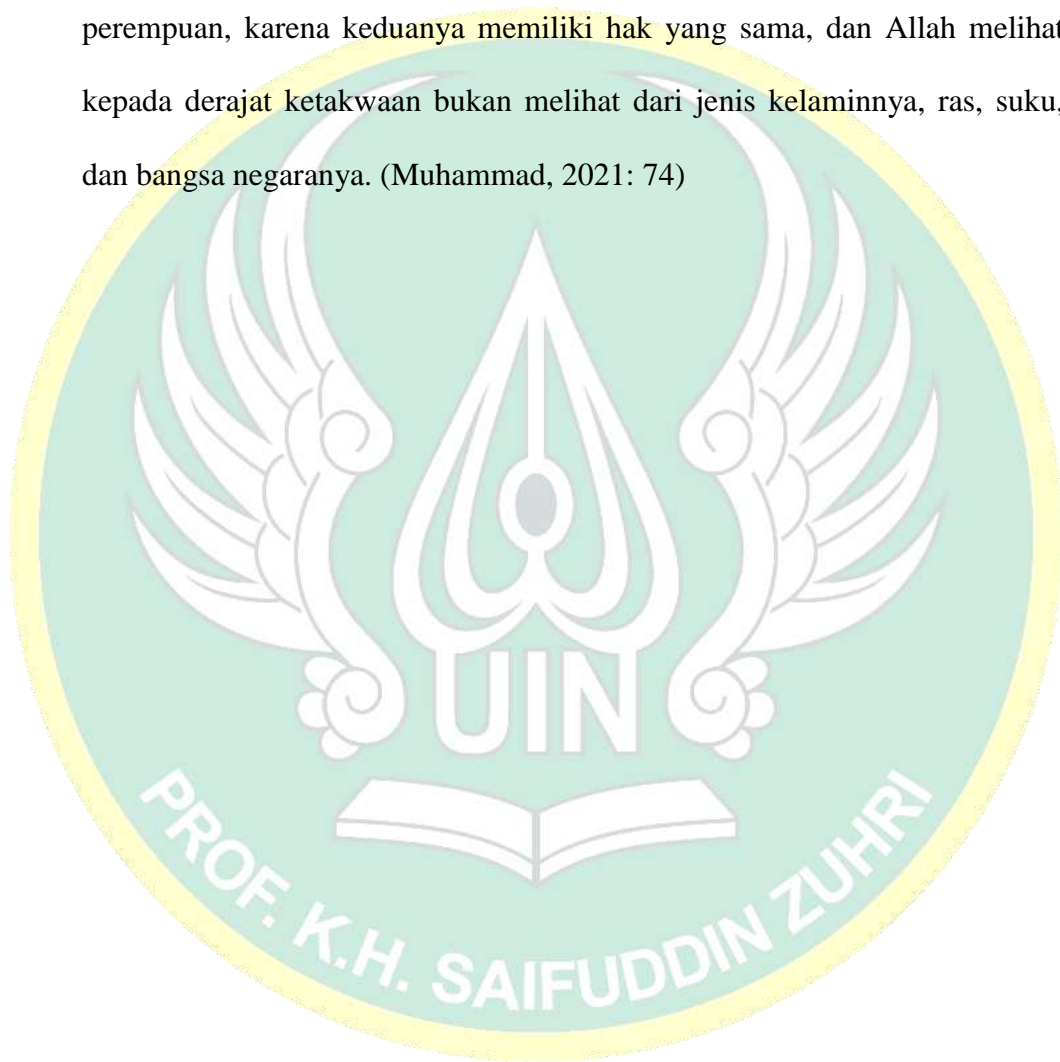 perempuan, karena keduanya memiliki hak yang sama, dan Allah melihat
kepada derajat ketakwaan bukan melihat dari jenis kelaminnya, ras, suku,
dan bangsa negaranya. (Muhammad, 2021: 74)
UIN
PROF. K.H. SAIFUDDIN ZUHRI